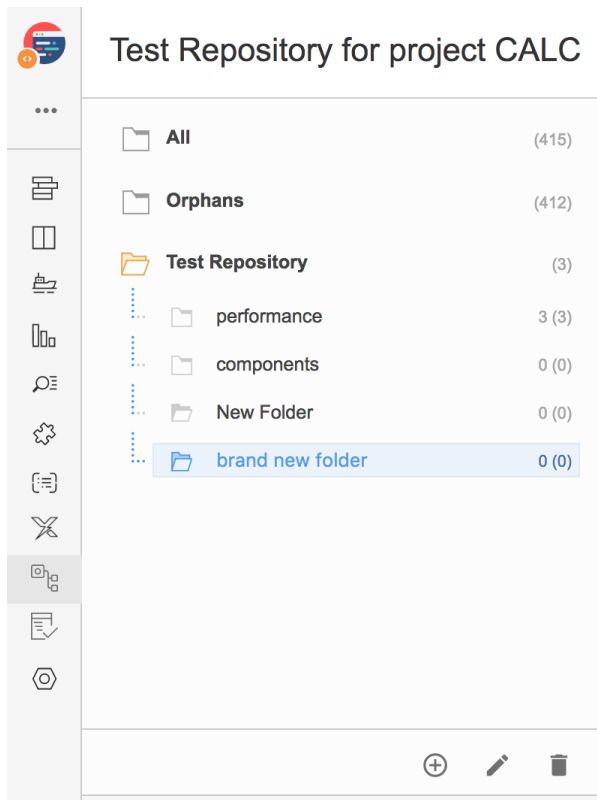 Test Repository for project CALC
All (415)
Orphans (412)
Test Repository (3)
performance 3 (3)
components 0 (0)
New Folder 0 (0)
brand new folder 0 (0)